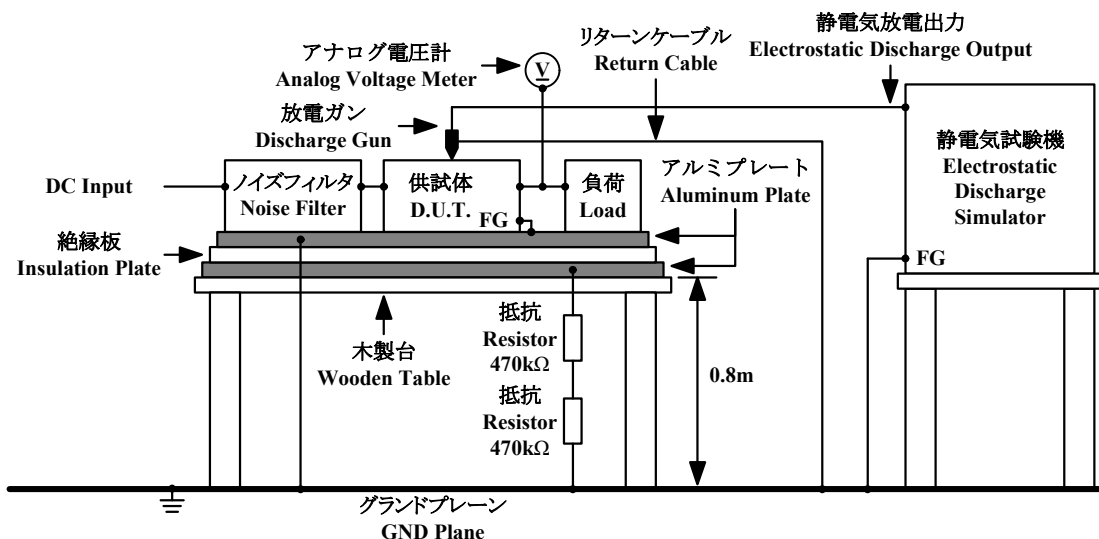 静電気放電出力
Electrostatic Discharge Output
リターンケーブル
Return Cable
アナログ電圧計
Analog Voltage Meter
V
放電ガン
Discharge Gun
静電気試験機
Electrostatic
Discharge
Simulator
アルミプレート
Aluminum Plate
DC Input
ノイズフィルタ
Noise Filter
供試体
D.U.T.
負荷
Load
FG
絶縁板
Insulation Plate
FG
抵抗
Resistor
470kΩ
木製台
Wooden Table
0.8m
抵抗
Resistor
470kΩ
グランドプレーン
GND Plane